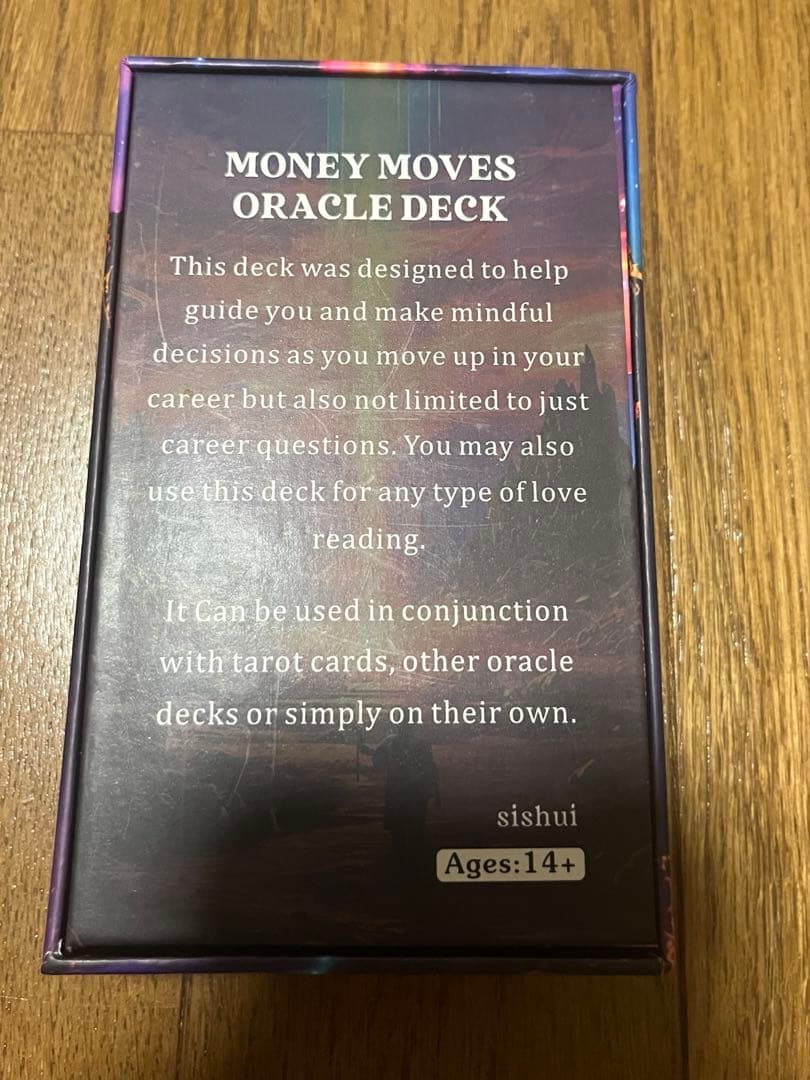 MONEY MOVES
ORACLE DECK
This deck was designed to help
guide you and make mindful
decisions as you move up in your
career but also not limited to just
career questions. You may also
use this deck for any type of love
reading.
It Can be used in conjunction
with tarot cards, other oracle
decks or simply on their own.
sishui
Ages:14+